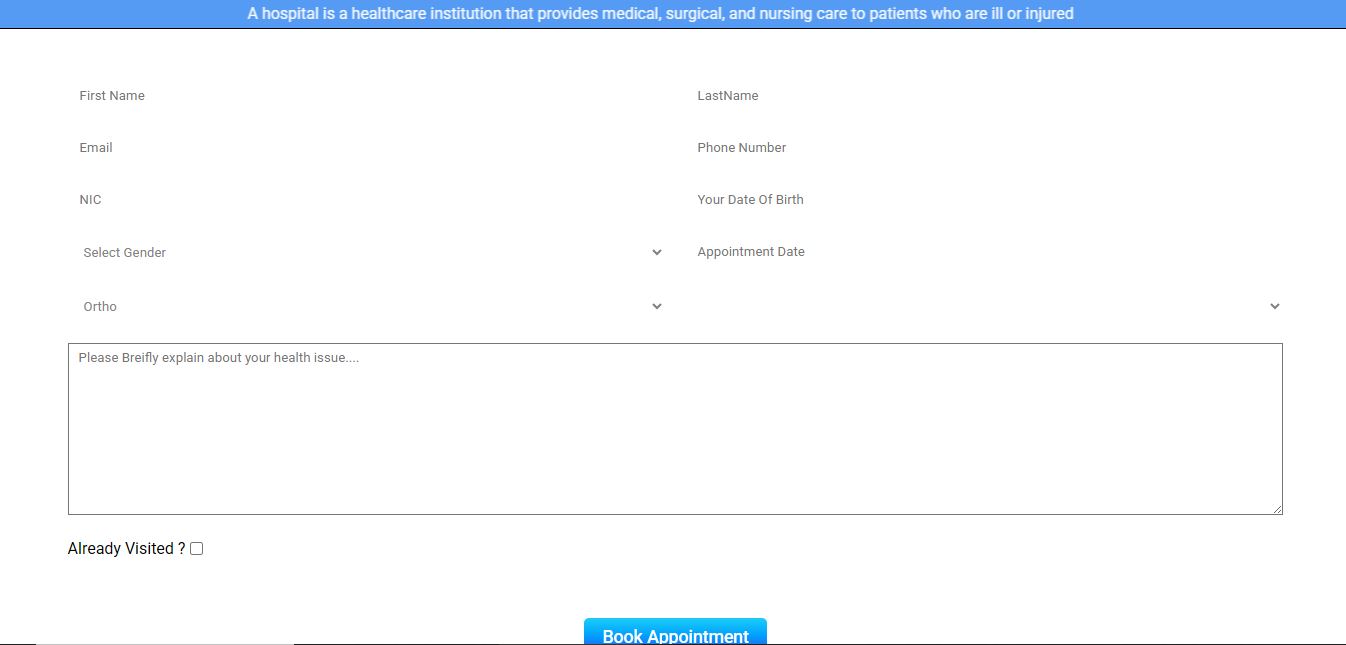 A hospital is a healthcare institution that provides medical, surgical, and nursing care to patients who are ill or injured
First Name LastName
Email Phone Number
NIC Your Date Of Birth
Select Gender Appointment Date
Ortho
Please Breifly explain about your health issue....
Already Visited ?
Book Appointment